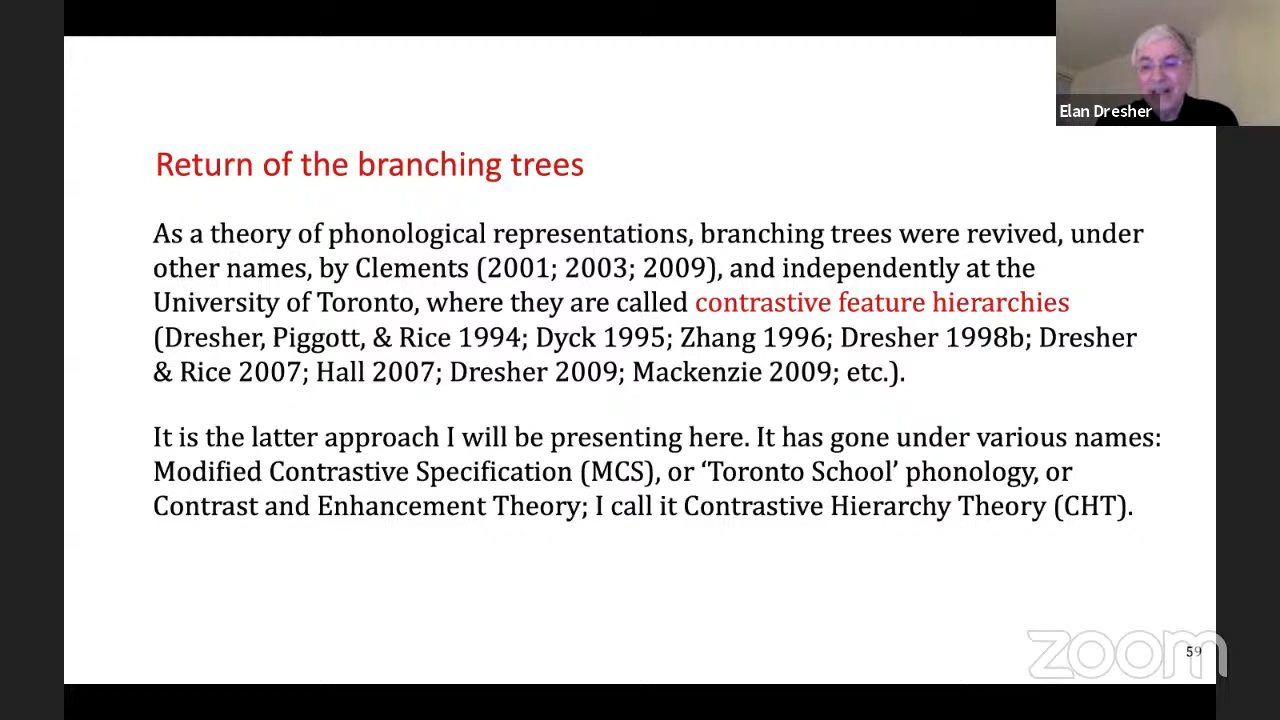 Elan Dresher
Return of the branching trees
As a theory of phonological representations, branching trees were revived, under
other names, by Clements (2001; 2003; 2009), and independently at the
University of Toronto, where they are called contrastive feature hierarchies
(Dresher, Piggott, & Rice 1994; Dyck 1995; Zhang 1996; Dresher 1998b; Dresher
& Rice 2007; Hall 2007; Dresher 2009; Mackenzie 2009; etc.).
It is the latter approach I will be presenting here. It has gone under various names:
Modified Contrastive Specification (MCS), or ‘Toronto School’ phonology, or
Contrast and Enhancement Theory; I call it Contrastive Hierarchy Theory (CHT).
zoom
59